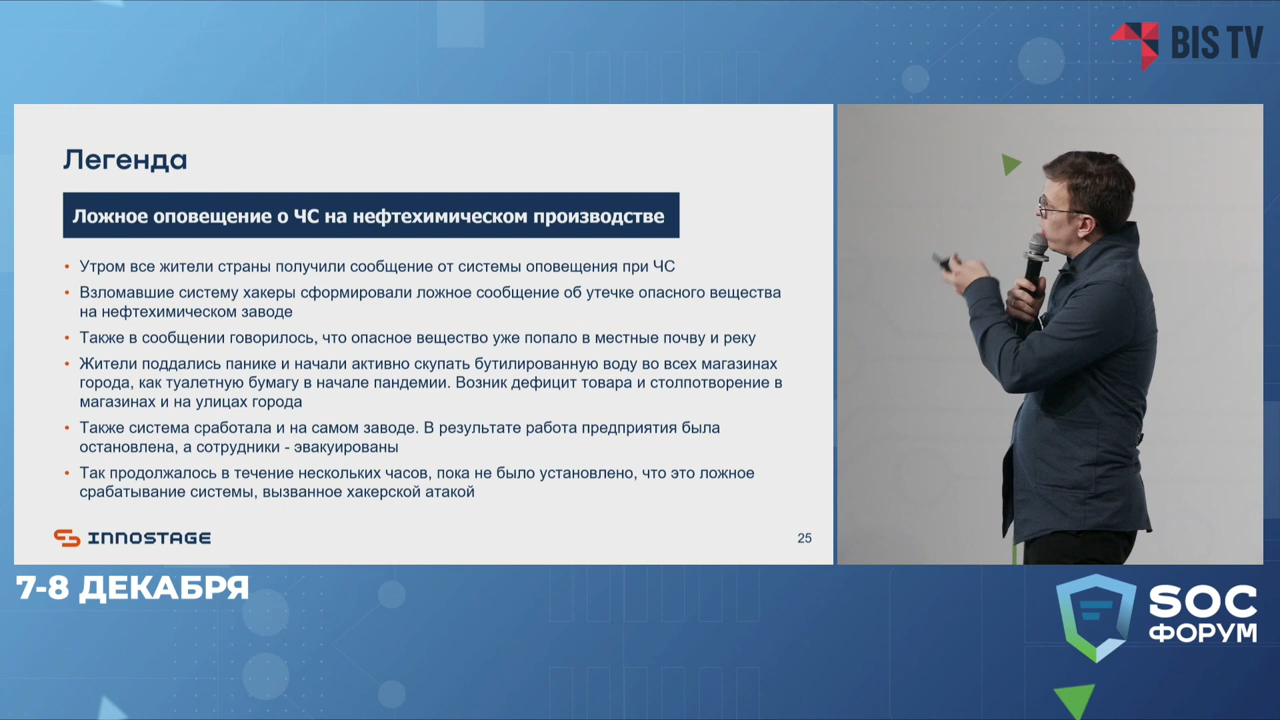 BIS TV
Легенда
Ложное оповещение о ЧС на нефтехимическом производстве
• Утром все жители страны получили сообщение от системы оповещения при ЧС
• Взломавшие систему хакеры сформировали ложное сообщение об утечке опасного вещества
на нефтехимическом заводе
• Также в сообщении говорилось, что опасное вещество уже попало в местные почву и реку
• Жители поддались панике и начали активно скупать бутилированную воду во всех магазинах
города, как туалетную бумагу в начале пандемии. Возник дефицит товара и столпотворение в
магазинах и на улицах города
• Также система сработала и на самом заводе. В результате работа предприятия была
остановлена, а сотрудники - эвакуированы
• Так продолжалось в течение нескольких часов, пока не было установлено, что это ложное
срабатывание системы, вызванное хакерской атакой
INNOSTAGE
25
7-8 ДЕКАБРЯ
SOC
ФОРУМ